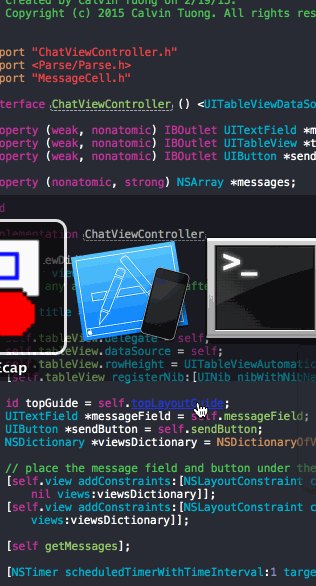 Created by Calvin Tuong on 2/19/15.
Copyright (c) 2015 Calvin Tuong. All rights rese
port "ChatViewController.h"
port <Parse/Parse.h>
port "MessageCell.h"
terface ChatViewController () <UITableViewDataSo
operty (weak, nonatomic) IBOutlet UITextField *m
operty (weak, nonatomic) IBOutlet UITableView *t
operty (weak, nonatomic) IBOutlet UIButton *send
operty (nonatomic, strong) NSArray *messages;
d
plementation ChatViewController
>_
cap
title
self.tableView.delegate = self;
self.tableView.dataSource = self;
self.tableView.rowHeight = UITableViewAutomatic
[self.tableView registerNib:[UINib nibWithNibNa
id topGuide = self.topLayoutGuide;
UITextField *messageField = self.messageField;
UIButton *sendButton = self.sendButton;
NSDictionary *viewsDictionary = NSDictionaryOfV
// place the message field and button under the
[self.view addConstraints:[NSLayoutConstraint c
nil views:viewsDictionary]];
[self.view addConstraints:[NSLayoutConstraint c
views:viewsDictionary]];
[self getMessages];
[NSTimer scheduledTimerWithTimeInterval:1 targe